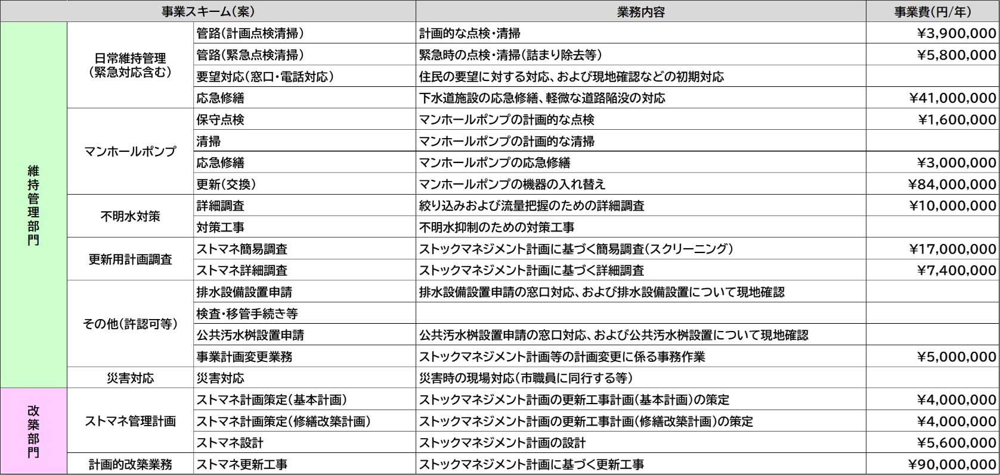 事業スキーム(案) 業務内容 事業費(円/年)
維持管理部門
日常維持管理
(緊急対応含む)
管路(計画点検清掃) 計画的な点検・清掃 ¥3,900,000
管路(緊急点検清掃) 緊急時の点検・清掃(詰まり除去等) ¥5,800,000
要望対応(窓口・電話対応) 住民の要望に対する対応、および現地確認などの初期対応
応急修繕 下水道施設の応急修繕、軽微な道路陥没の対応 ¥41,000,000
マンホールポンプ
保守点検 マンホールポンプの計画的な点検 ¥1,600,000
清掃 マンホールポンプの計画的な清掃
応急修繕 マンホールポンプの応急修繕 ¥3,000,000
更新(交換) マンホールポンプの機器の入れ替え ¥84,000,000
不明水対策
詳細調査 絞り込みおよび流量把握のための詳細調査 ¥10,000,000
対策工事 不明水抑制のための対策工事
更新用計画調査
ストマネ簡易調査 ストックマネジメント計画に基づく簡易調査(スクリーニング) ¥17,000,000
ストマネ詳細調査 ストックマネジメント計画に基づく詳細調査 ¥7,400,000
その他(許認可等)
排水設備設置申請 排水設備設置申請の窓口対応、および排水設備設置について現地確認
検査・移管手続き等
公共汚水桝設置申請 公共汚水桝設置申請の窓口対応、および公共汚水桝設置について現地確認
事業計画変更業務 ストックマネジメント計画等の計画変更に係る事務作業 ¥5,000,000
災害対応 災害対応 災害時の現場対応(市職員に同行する等)
改築部門
ストマネ管理計画
ストマネ計画策定(基本計画) ストックマネジメント計画の更新工事計画(基本計画)の策定 ¥4,000,000
ストマネ計画策定(修繕改築計画) ストックマネジメント計画の更新工事計画(修繕改築計画)の策定 ¥4,000,000
ストマネ設計 ストックマネジメント計画の設計 ¥5,600,000
計画的改築業務 ストマネ更新工事 ストックマネジメント計画に基づく更新工事 ¥90,000,000